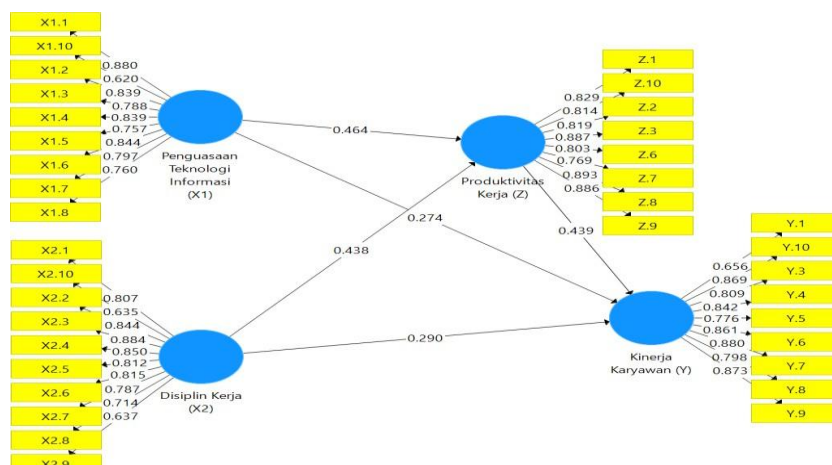 X1.1
X1.10
X1.2
X1.3
X1.4
X1.5
X1.6
X1.7
X1.8
0.880
0.620
0.839
0.788
0.839
0.757
0.844
0.797
0.760
Penguasaan
Teknologi
Informasi
(X1)
0.464
0.274
0.438
0.290
0.439
Produktivitas
Kerja (Z)
0.829
0.814
0.819
0.887
0.803
0.769
0.893
0.886
Z.1
Z.10
Z.2
Z.3
Z.6
Z.7
Z.8
Z.9
X2.1
X2.10
X2.2
X2.3
X2.4
X2.5
X2.6
X2.7
X2.8
X2.9
0.807
0.635
0.844
0.884
0.850
0.812
0.815
0.787
0.714
0.637
Disiplin Kerja
(X2)
Kinerja
Karyawan (Y)
0.656
0.869
0.809
0.842
0.776
0.861
0.880
0.798
0.873
Y.1
Y.10
Y.3
Y.4
Y.5
Y.6
Y.7
Y.8
Y.9